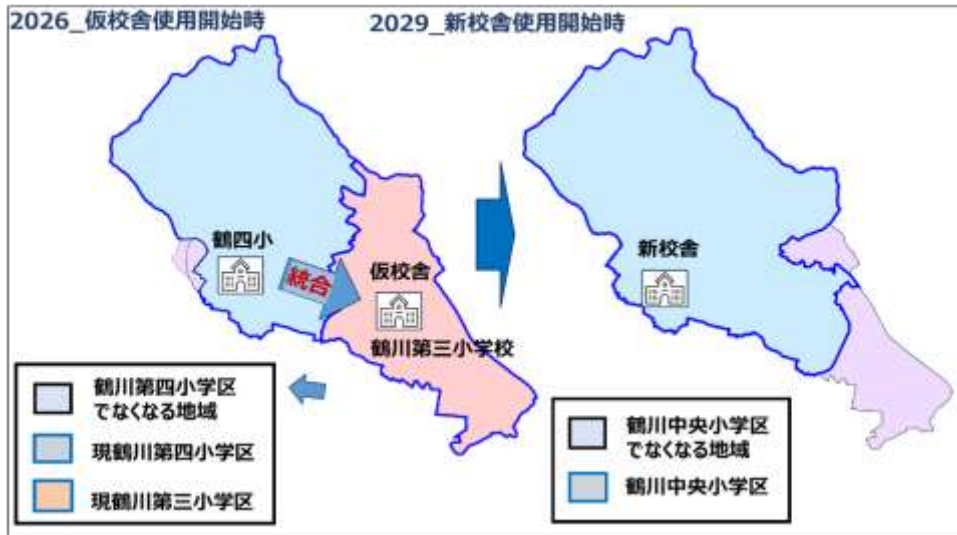 2026_仮校舎使用開始時
2029_新校舎使用開始時
鶴四小
統合
仮校舎
鶴川第三小学校
新校舎
鶴川第四小学区
でなくなる地域
現鶴川第四小学区
現鶴川第三小学区
鶴川中央小学区
でなくなる地域
鶴川中央小学区